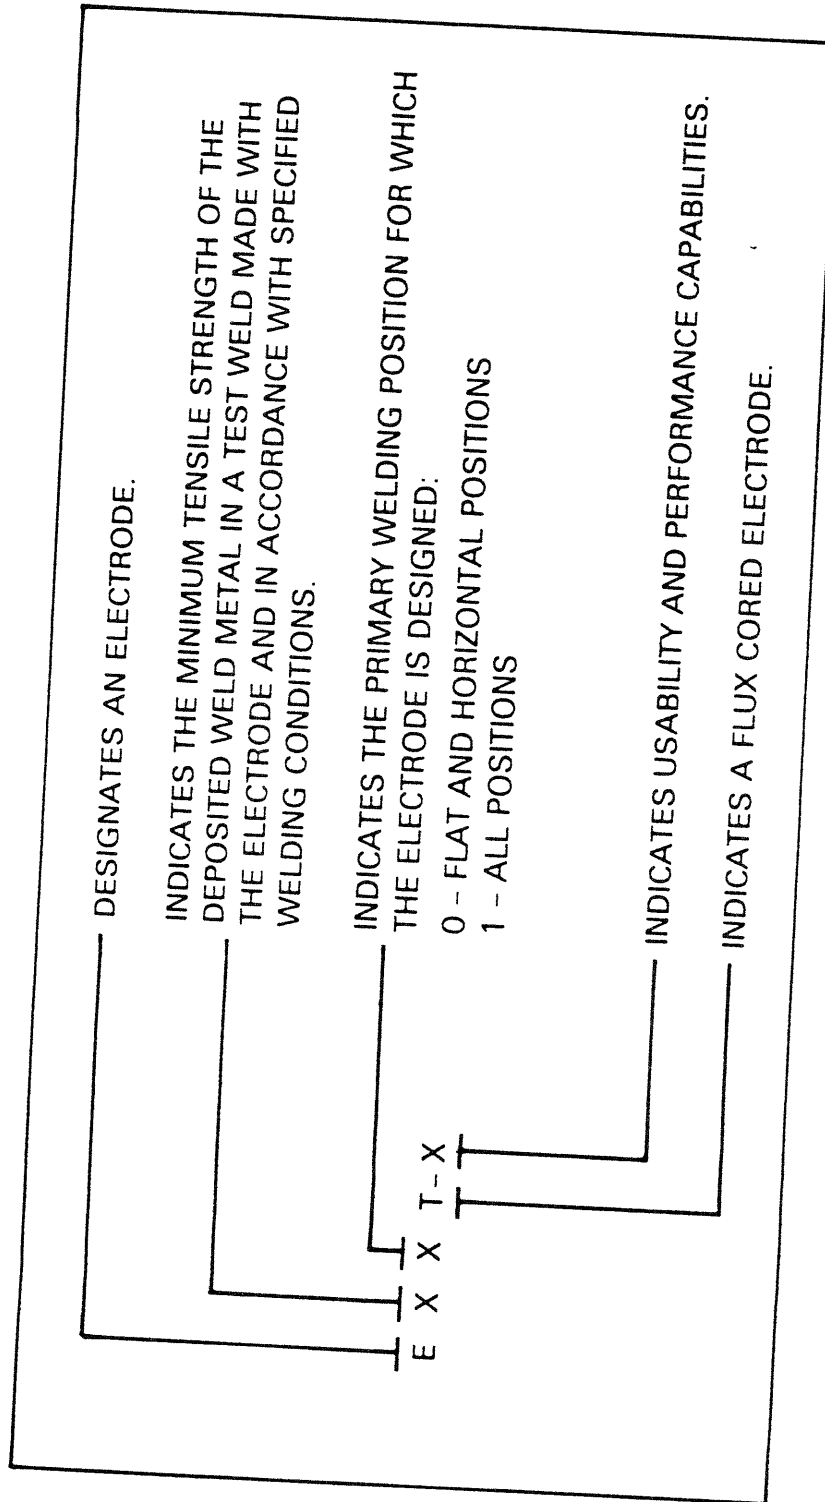 DESIGNATES AN ELECTRODE.
INDICATES THE MINIMUM TENSILE STRENGTH OF THE
DEPOSITED WELD METAL IN A TEST WELD MADE WITH
THE ELECTRODE AND IN ACCORDANCE WITH SPECIFIED
WELDING CONDITIONS.
INDICATES THE PRIMARY WELDING POSITION FOR WHICH
THE ELECTRODE IS DESIGNED:
0 – FLAT AND HORIZONTAL POSITIONS
1 – ALL POSITIONS
E X X T – X
INDICATES USABILITY AND PERFORMANCE CAPABILITIES.
INDICATES A FLUX CORED ELECTRODE.